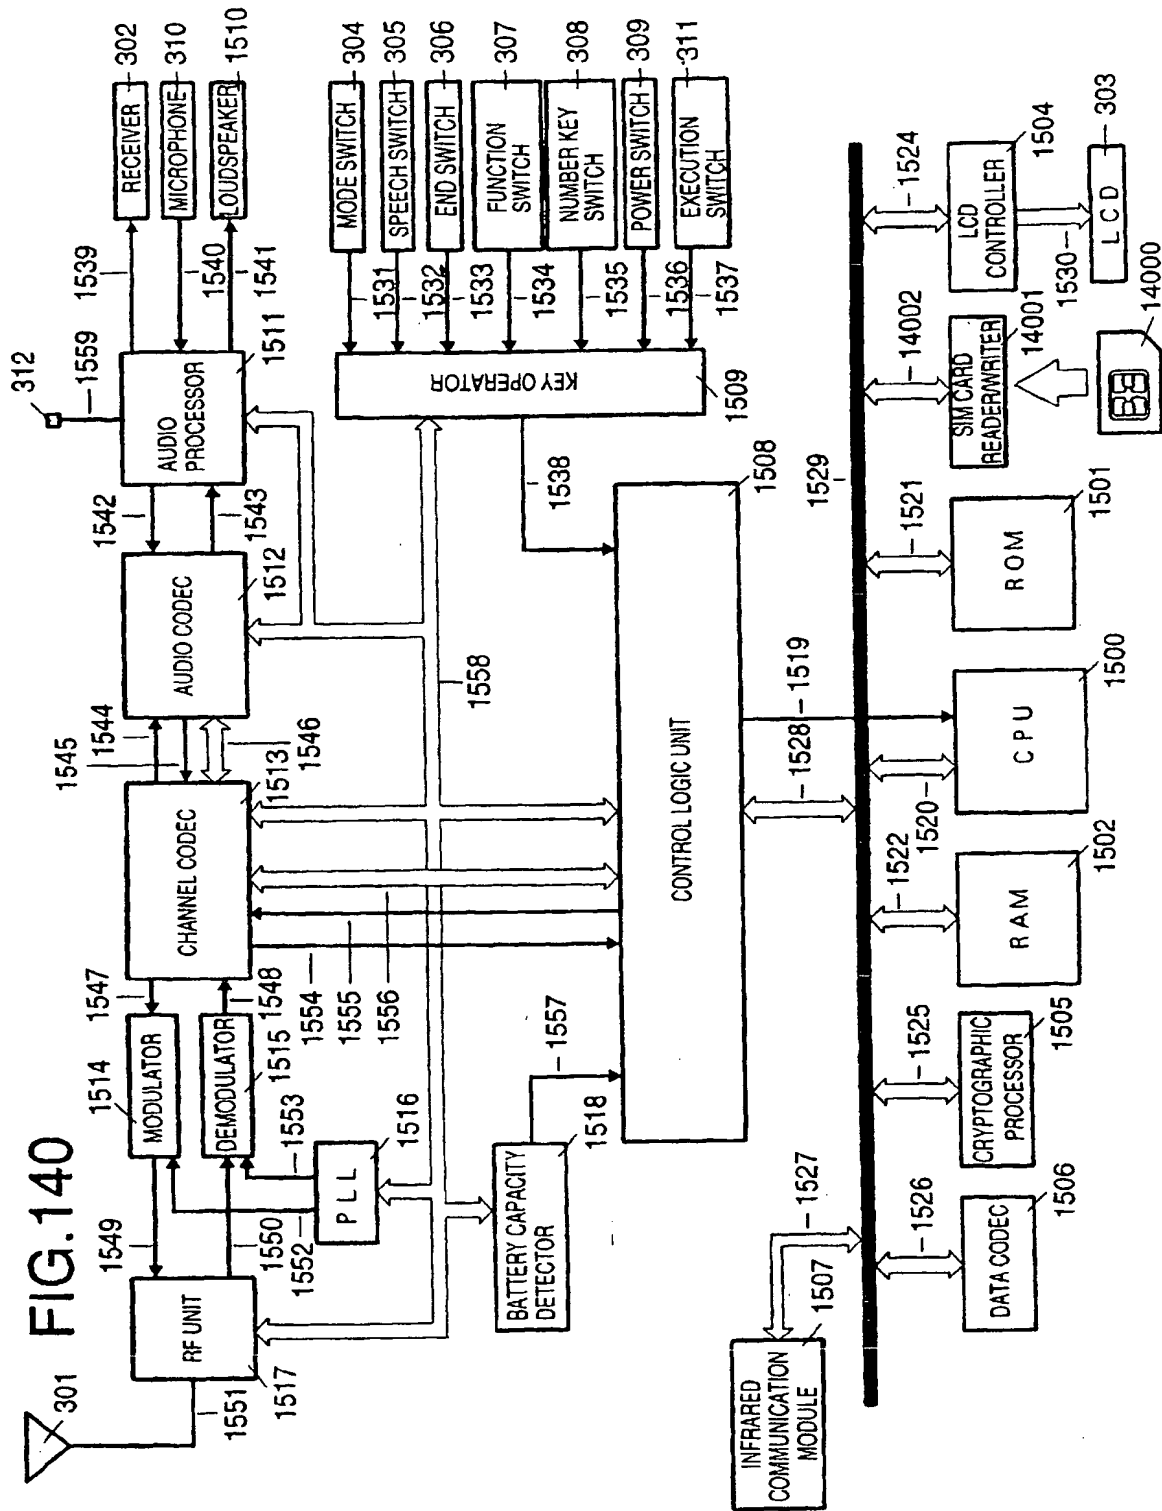 FIG.140
301
1551
RF UNIT
1517
1549
1550
1552
1553
1514
MODULATOR
DEMODULATOR
1515
PLL
1516
1547
1548
1554
1555
1556
CHANNEL CODEC
1513
1545
1544
1546
AUDIO CODEC
1512
1542
1543
312
1559
AUDIO
PROCESSOR
1511
1539
1540
1541
RECEIVER
302
MICROPHONE
310
LOUDSPEAKER
1510
BATTERY CAPACITY
DETECTOR
1518
1557
1558
CONTROL LOGIC UNIT
1508
1538
KEY OPERATOR
1509
1531
1532
1533
1534
1535
1536
1537
MODE SWITCH
304
SPEECH SWITCH
305
END SWITCH
306
FUNCTION
SWITCH
307
NUMBER KEY
SWITCH
308
POWER SWITCH
309
EXECUTION
SWITCH
311
INFRARED
COMMUNICATION
MODULE
1507
1527
1528
1519
1529
1526
DATA CODEC
1506
1525
CRYPTOGRAPHIC
PROCESSOR
1505
1522
RAM
1502
1520
CPU
1500
1521
ROM
1501
14002
SIM CARD
READER/WRITER
14001
14000
1524
LCD
CONTROLLER
1504
1530
LCD
303